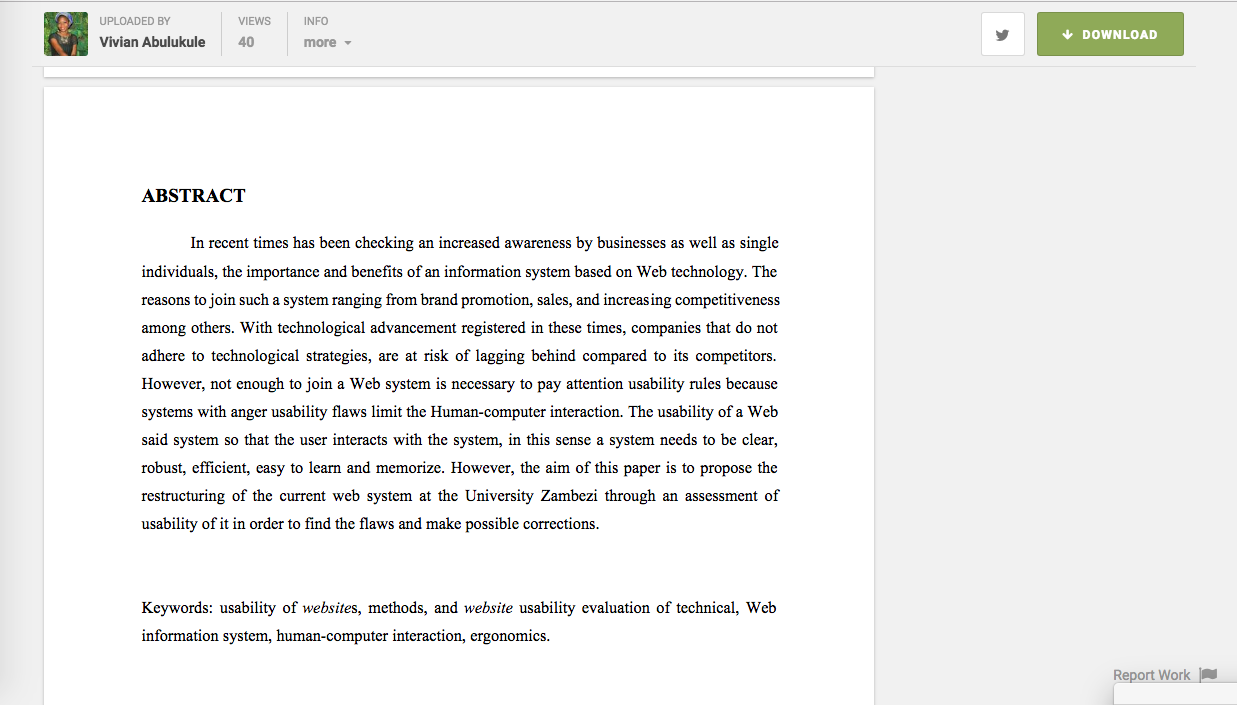 UPLOADED BY
Vivian Abulukule
VIEWS
40
INFO
more
DOWNLOAD
ABSTRACT
In recent times has been checking an increased awareness by businesses as well as single
individuals, the importance and benefits of an information system based on Web technology. The
reasons to join such a system ranging from brand promotion, sales, and increasing competitiveness
among others. With technological advancement registered in these times, companies that do not
adhere to technological strategies, are at risk of lagging behind compared to its competitors.
However, not enough to join a Web system is necessary to pay attention usability rules because
systems with anger usability flaws limit the Human-computer interaction. The usability of a Web
said system so that the user interacts with the system, in this sense a system needs to be clear,
robust, efficient, easy to learn and memorize. However, the aim of this paper is to propose the
restructuring of the current web system at the University Zambezi through an assessment of
usability of it in order to find the flaws and make possible corrections.
Keywords: usability of websites, methods, and website usability evaluation of technical, Web
information system, human-computer interaction, ergonomics.
Report Work